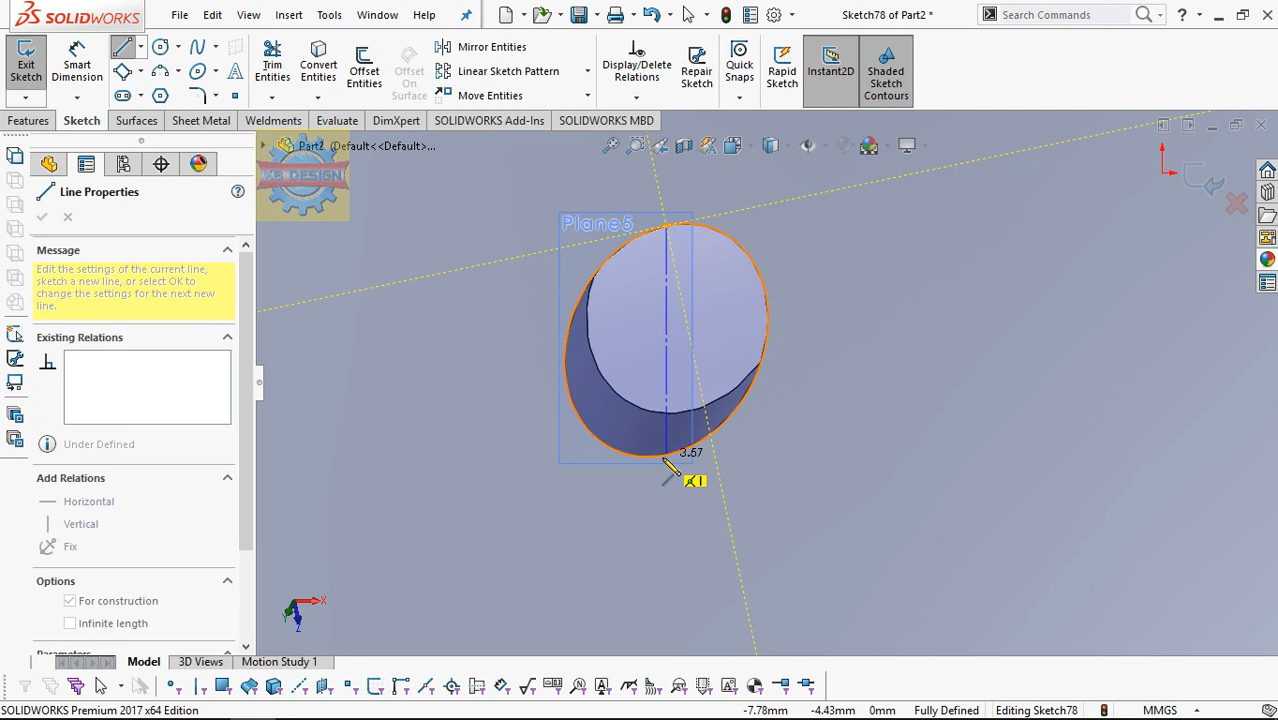 SOLIDWORKS
File
Edit
View
Insert
Tools
Window
Help
Sketch78 of Part2 *
Search Commands
?
Exit
Sketch
Smart
Dimension
Trim
Entities
Convert
Entities
Offset
Entities
Offset
On
Surface
Mirror Entities
Linear Sketch Pattern
Move Entities
Display/Delete
Relations
Repair
Sketch
Quick
Snaps
Rapid
Sketch
Instant2D
Shaded
Sketch
Contours
Features
Sketch
Surfaces
Sheet Metal
Weldments
Evaluate
DimXpert
SOLIDWORKS Add-Ins
SOLIDWORKS MBD
Part2 (Default<<Default>...
Line Properties
Message
Edit the settings of the current line,
sketch a new line, or select OK to
change the settings for the next new
line.
Existing Relations
Under Defined
Add Relations
Horizontal
Vertical
Fix
Options
For construction
Infinite length
Plane5
3.57
X
Y
Z
Model
3D Views
Motion Study 1
SOLIDWORKS Premium 2017 x64 Edition
-7.78mm
-4.43mm
0mm
Fully Defined
Editing Sketch78
MMGS